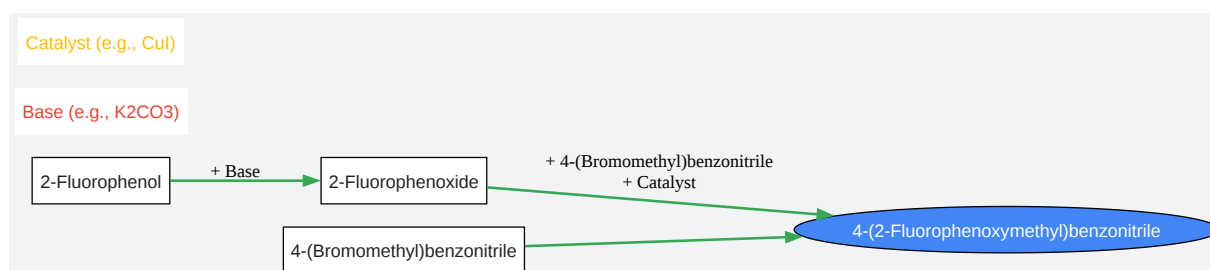 Catalyst (e.g., CuI)
Base (e.g., K2CO3)
2-Fluorophenol
+ Base
2-Fluorophenoxide
+ 4-(Bromomethyl)benzonitrile
+ Catalyst
4-(Bromomethyl)benzonitrile
4-(2-Fluorophenoxymethyl)benzonitrile